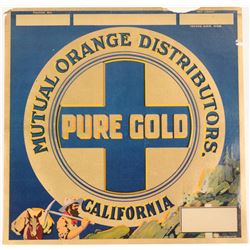 MUTUAL ORANGE DISTRIBUTORS.
PURE GOLD
CALIFORNIA